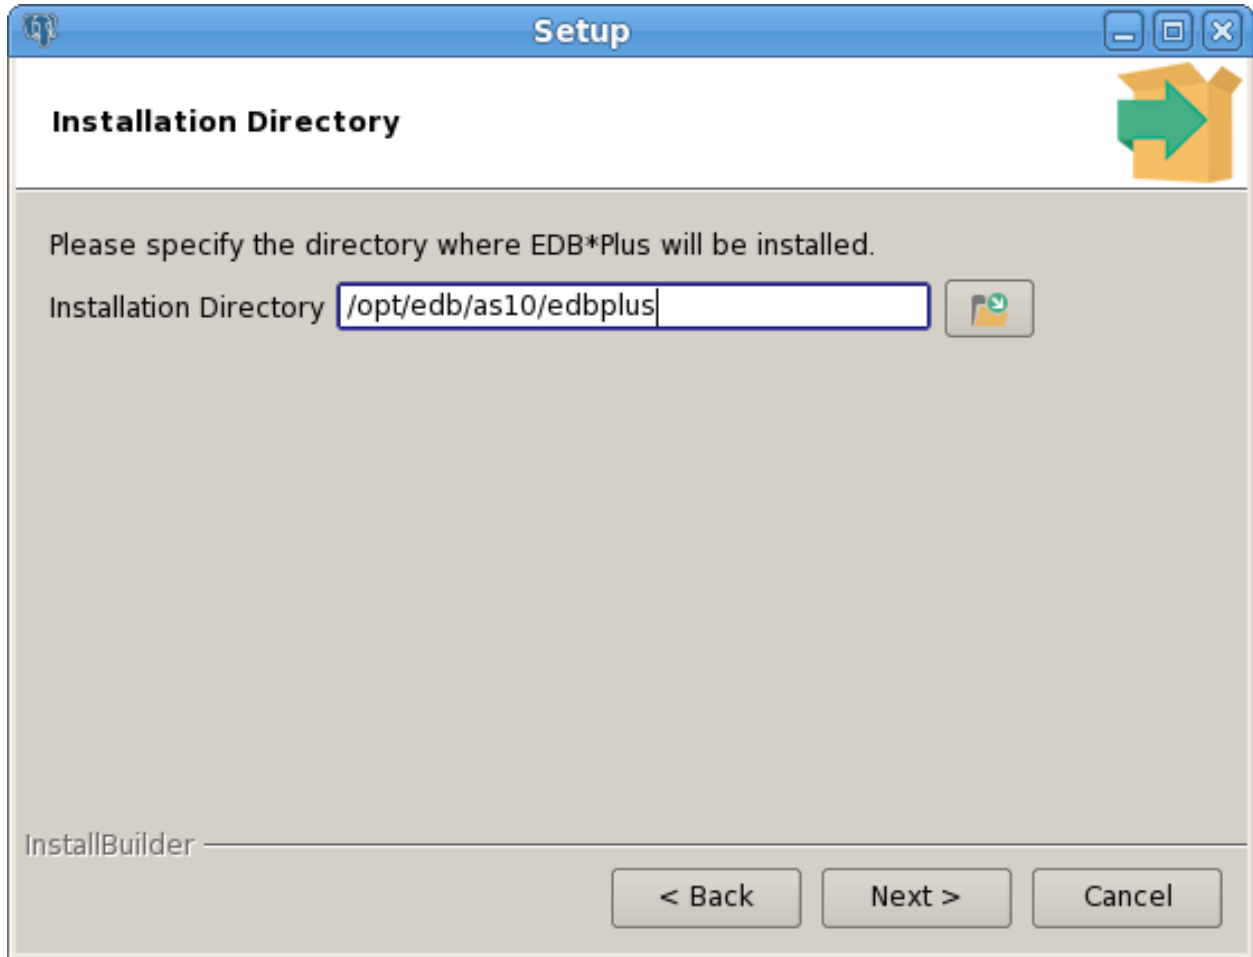 Setup
Installation Directory
Please specify the directory where EDB*Plus will be installed.
Installation Directory /opt/edb/as10/edbplus
InstallBuilder
< Back Next > Cancel